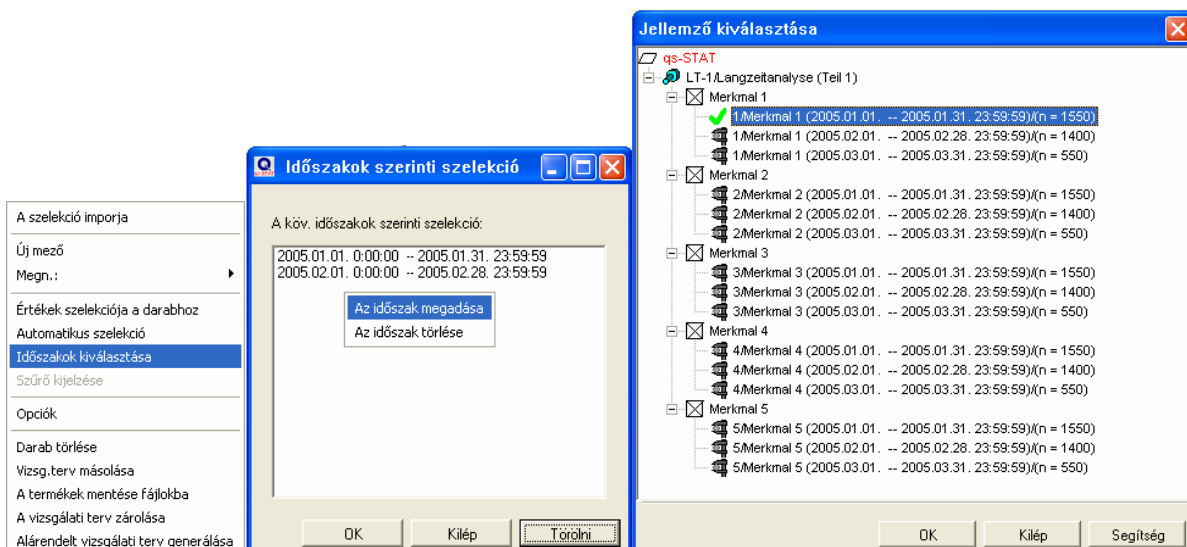 A szelekció imporja
Új mező
Megn.:
Értékek szelekciója a darabhoz
Automatikus szelekció
Időszakok kiválasztása
Szűrő kijelzése
Opciók
Darab törlése
Vizsg.terv másolása
A termékek mentése fájlokba
A vizsgálati terv zárolása
Alárendelt vizsgálati terv generálása
Időszakok szerinti szelekció
A köv. időszakok szerinti szelekció:
2005.01.01. 0:00:00 -- 2005.01.31. 23:59:59
2005.02.01. 0:00:00 -- 2005.02.28. 23:59:59
Az időszak megadása
Az időszak törlése
OK
Kilép
Törölni
Jellemző kiválasztása
qs-STAT
LT-1/Langzeitanalyse (Teil 1)
Merkmal 1
1/Merkmal 1 (2005.01.01. -- 2005.01.31. 23:59:59)/(n = 1550)
1/Merkmal 1 (2005.02.01. -- 2005.02.28. 23:59:59)/(n = 1400)
1/Merkmal 1 (2005.03.01. -- 2005.03.31. 23:59:59)/(n = 550)
Merkmal 2
2/Merkmal 2 (2005.01.01. -- 2005.01.31. 23:59:59)/(n = 1550)
2/Merkmal 2 (2005.02.01. -- 2005.02.28. 23:59:59)/(n = 1400)
2/Merkmal 2 (2005.03.01. -- 2005.03.31. 23:59:59)/(n = 550)
Merkmal 3
3/Merkmal 3 (2005.01.01. -- 2005.01.31. 23:59:59)/(n = 1550)
3/Merkmal 3 (2005.02.01. -- 2005.02.28. 23:59:59)/(n = 1400)
3/Merkmal 3 (2005.03.01. -- 2005.03.31. 23:59:59)/(n = 550)
Merkmal 4
4/Merkmal 4 (2005.01.01. -- 2005.01.31. 23:59:59)/(n = 1550)
4/Merkmal 4 (2005.02.01. -- 2005.02.28. 23:59:59)/(n = 1400)
4/Merkmal 4 (2005.03.01. -- 2005.03.31. 23:59:59)/(n = 550)
Merkmal 5
5/Merkmal 5 (2005.01.01. -- 2005.01.31. 23:59:59)/(n = 1550)
5/Merkmal 5 (2005.02.01. -- 2005.02.28. 23:59:59)/(n = 1400)
5/Merkmal 5 (2005.03.01. -- 2005.03.31. 23:59:59)/(n = 550)
OK
Kilép
Segítség